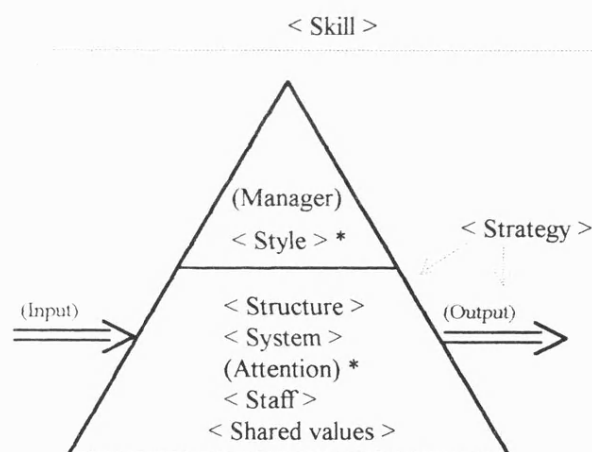 < Skill >
(Manager)
< Style > *
< Strategy >
(Input)
(Output)
< Structure >
< System >
(Attention) *
< Staff >
< Shared values >